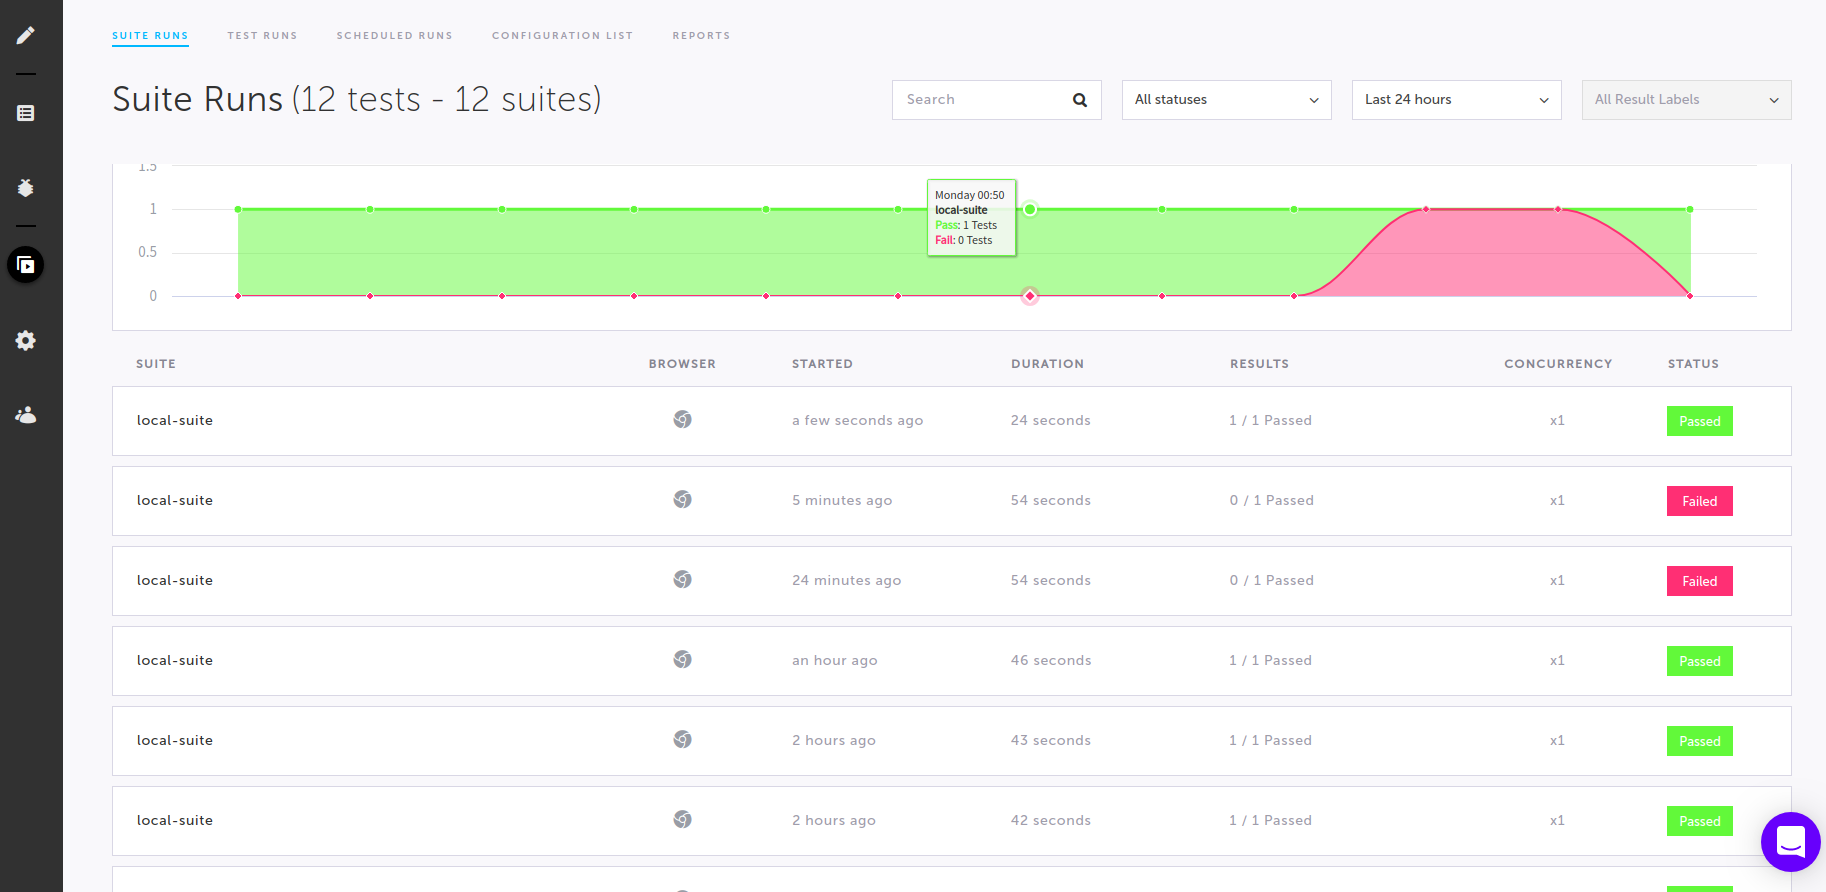 SUITE RUNS TEST RUNS SCHEDULED RUNS CONFIGURATION LIST REPORTS
Suite Runs (12 tests - 12 suites)
Search All statuses Last 24 hours All Result Labels
1.5
1
0.5
0
Monday 00:50
local-suite
Pass: 1 Tests
Fail: 0 Tests
SUITE BROWSER STARTED DURATION RESULTS CONCURRENCY STATUS
local-suite a few seconds ago 24 seconds 1 / 1 Passed x1 Passed
local-suite 5 minutes ago 54 seconds 0 / 1 Passed x1 Failed
local-suite 24 minutes ago 54 seconds 0 / 1 Passed x1 Failed
local-suite an hour ago 46 seconds 1 / 1 Passed x1 Passed
local-suite 2 hours ago 43 seconds 1 / 1 Passed x1 Passed
local-suite 2 hours ago 42 seconds 1 / 1 Passed x1 Passed